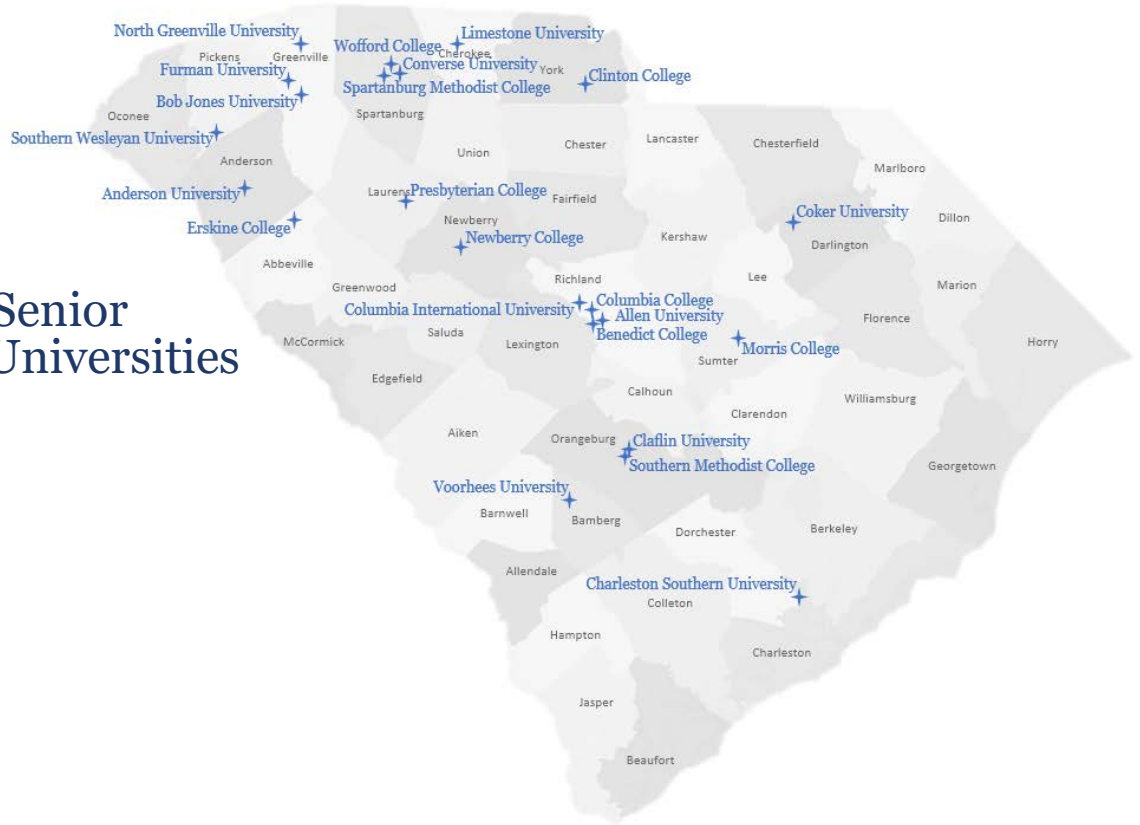 North Greenville University
Limestone University
Wofford College
Cherokee
Pickens
Greenville
Converse University
York
Furman University
Clinton College
Spartanburg Methodist College
Bob Jones University
Oconee
Spartanburg
Southern Wesleyan University
Lancaster
Chester
Chesterfield
Union
Anderson
Marlboro
Anderson University
Laurens
Presbyterian College
Fairfield
Coker University
Dillon
Newberry
Erskine College
Newberry College
Kershaw
Darlington
Abbeville
Richland
Lee
Marion
Greenwood
Columbia College
Senior
Columbia International University
Allen University
Florence
Saluda
Benedict College
McCormick
Lexington
Morris College
Horry
Universities
Sumter
Edgefield
Calhoun
Williamsburg
Clarendon
Aiken
Orangeburg
Claflin University
Southern Methodist College
Georgetown
Voorhees University
Barnwell
Bamberg
Dorchester
Berkeley
Allendale
Charleston Southern University
Colleton
Hampton
Charleston
Jasper
Beaufort